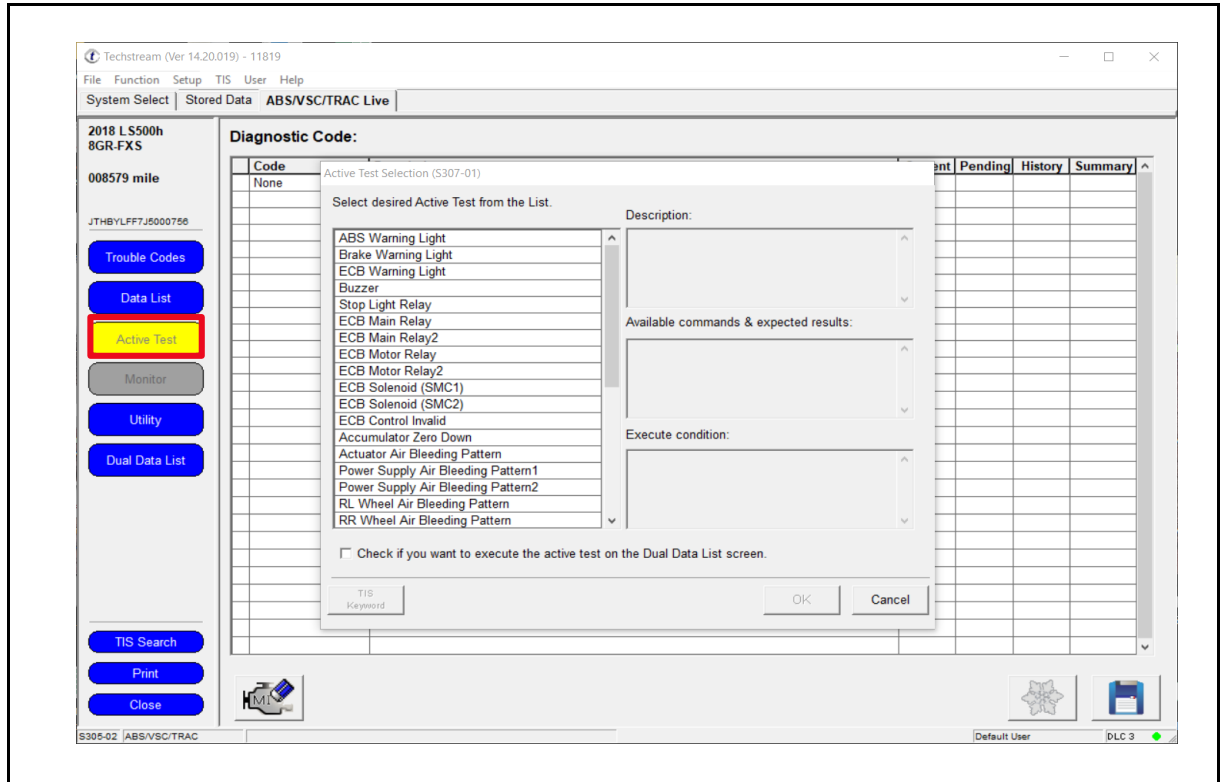 Techstream (Ver 14.20.019) - 11819
File Function Setup TIS User Help
System Select Stored Data ABS/VSC/TRAC Live
2018 LS500h
8GR-FXS
008579 mile
JTHBYLFF7J5000756
Trouble Codes
Data List
Active Test
Monitor
Utility
Dual Data List
TIS Search
Print
Close
Diagnostic Code:
Code Pending History Summary
None
Active Test Selection (S307-01)
Select desired Active Test from the List.
ABS Warning Light
Brake Warning Light
ECB Warning Light
Buzzer
Stop Light Relay
ECB Main Relay
ECB Main Relay2
ECB Motor Relay
ECB Motor Relay2
ECB Solenoid (SMC1)
ECB Solenoid (SMC2)
ECB Control Invalid
Accumulator Zero Down
Actuator Air Bleeding Pattern
Power Supply Air Bleeding Pattern1
Power Supply Air Bleeding Pattern2
RL Wheel Air Bleeding Pattern
RR Wheel Air Bleeding Pattern
Description:
Available commands & expected results:
Execute condition:
Check if you want to execute the active test on the Dual Data List screen.
TIS
Keyword
OK Cancel
S305-02 ABS/VSC/TRAC Default User DLC 3